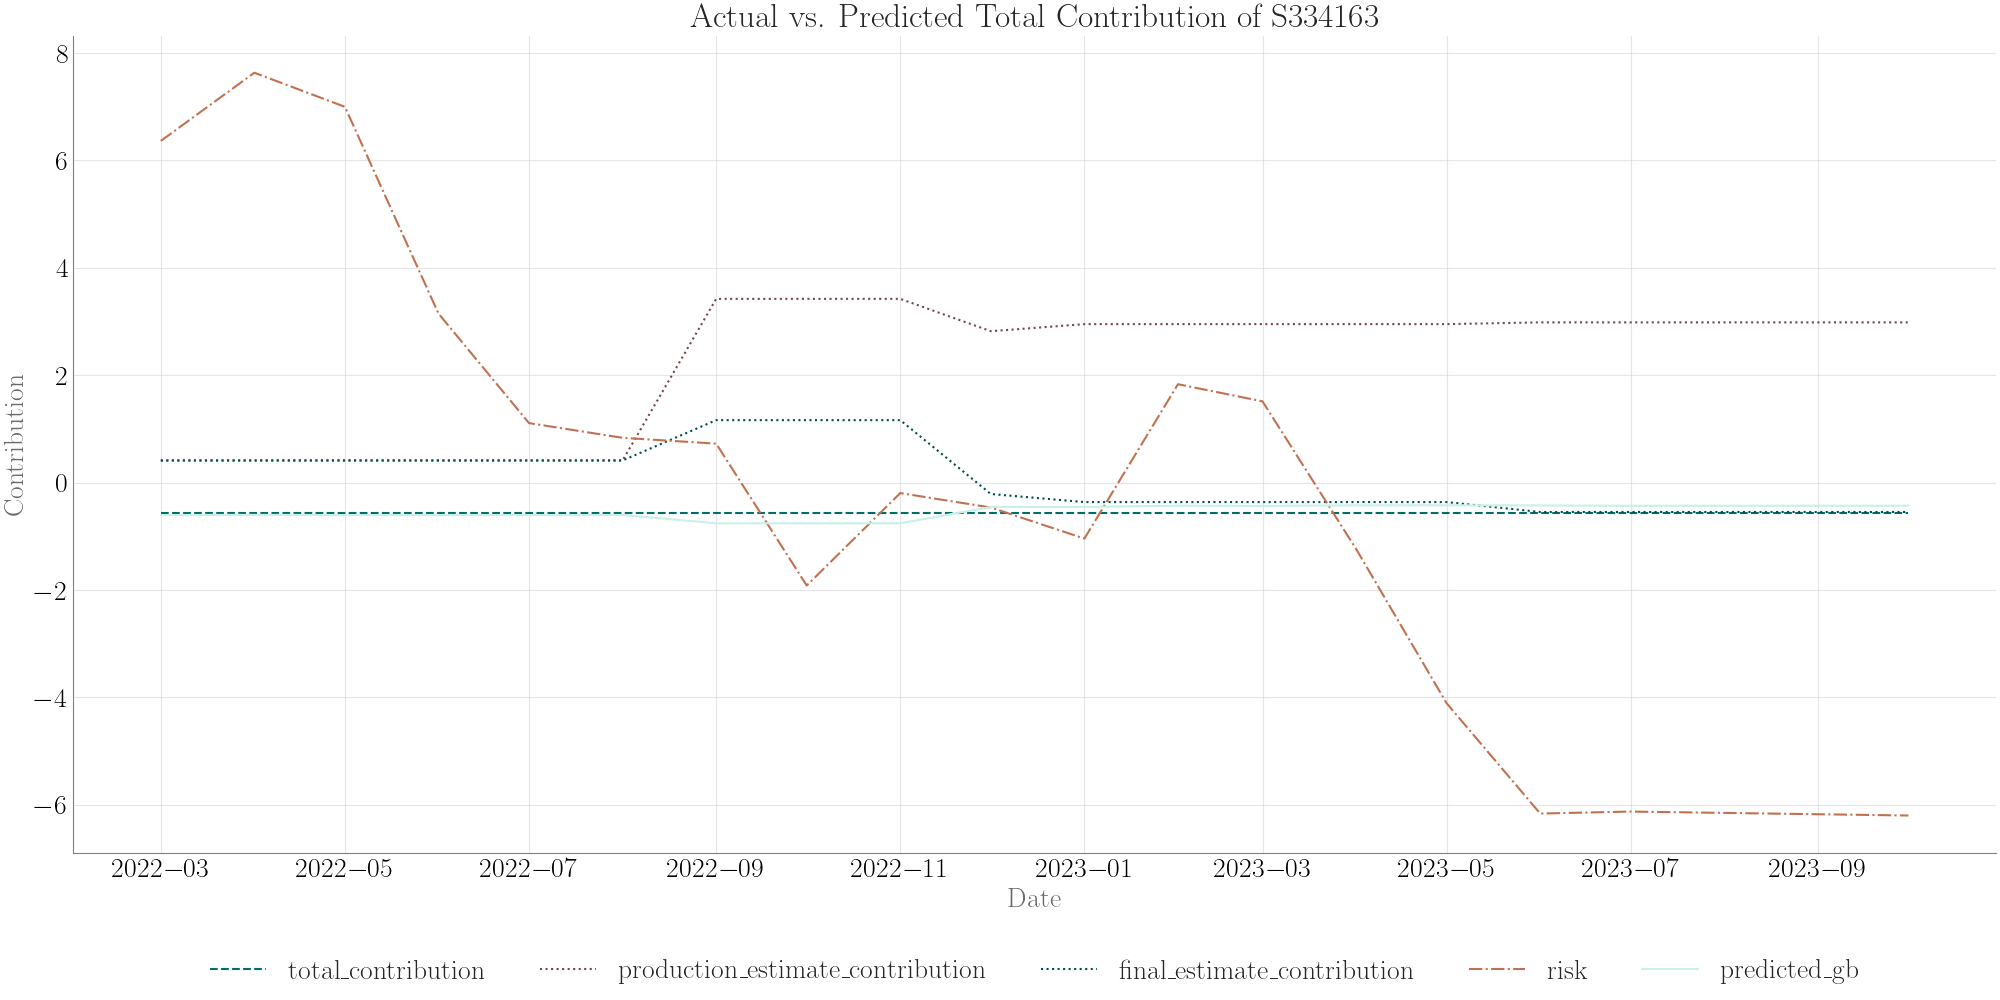 Actual vs. Predicted Total Contribution of S334163
8
6
4
2
0
−2
−4
−6
Contribution
2022−03 2022−05 2022−07 2022−09 2022−11 2023−01 2023−03 2023−05 2023−07 2023−09
Date
total_contribution production_estimate_contribution final_estimate_contribution risk predicted_gb